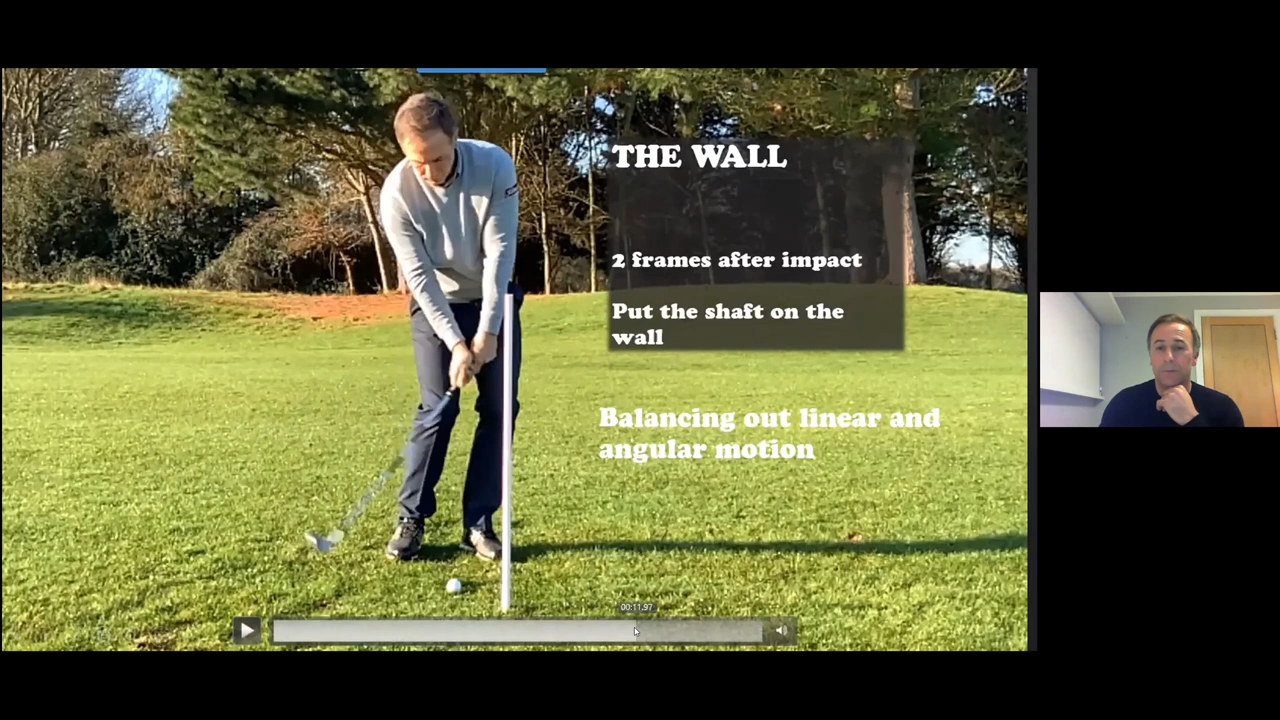 THE WALL
2 frames after impact
Put the shaft on the
wall
Balancing out linear and
angular motion
00:11.97